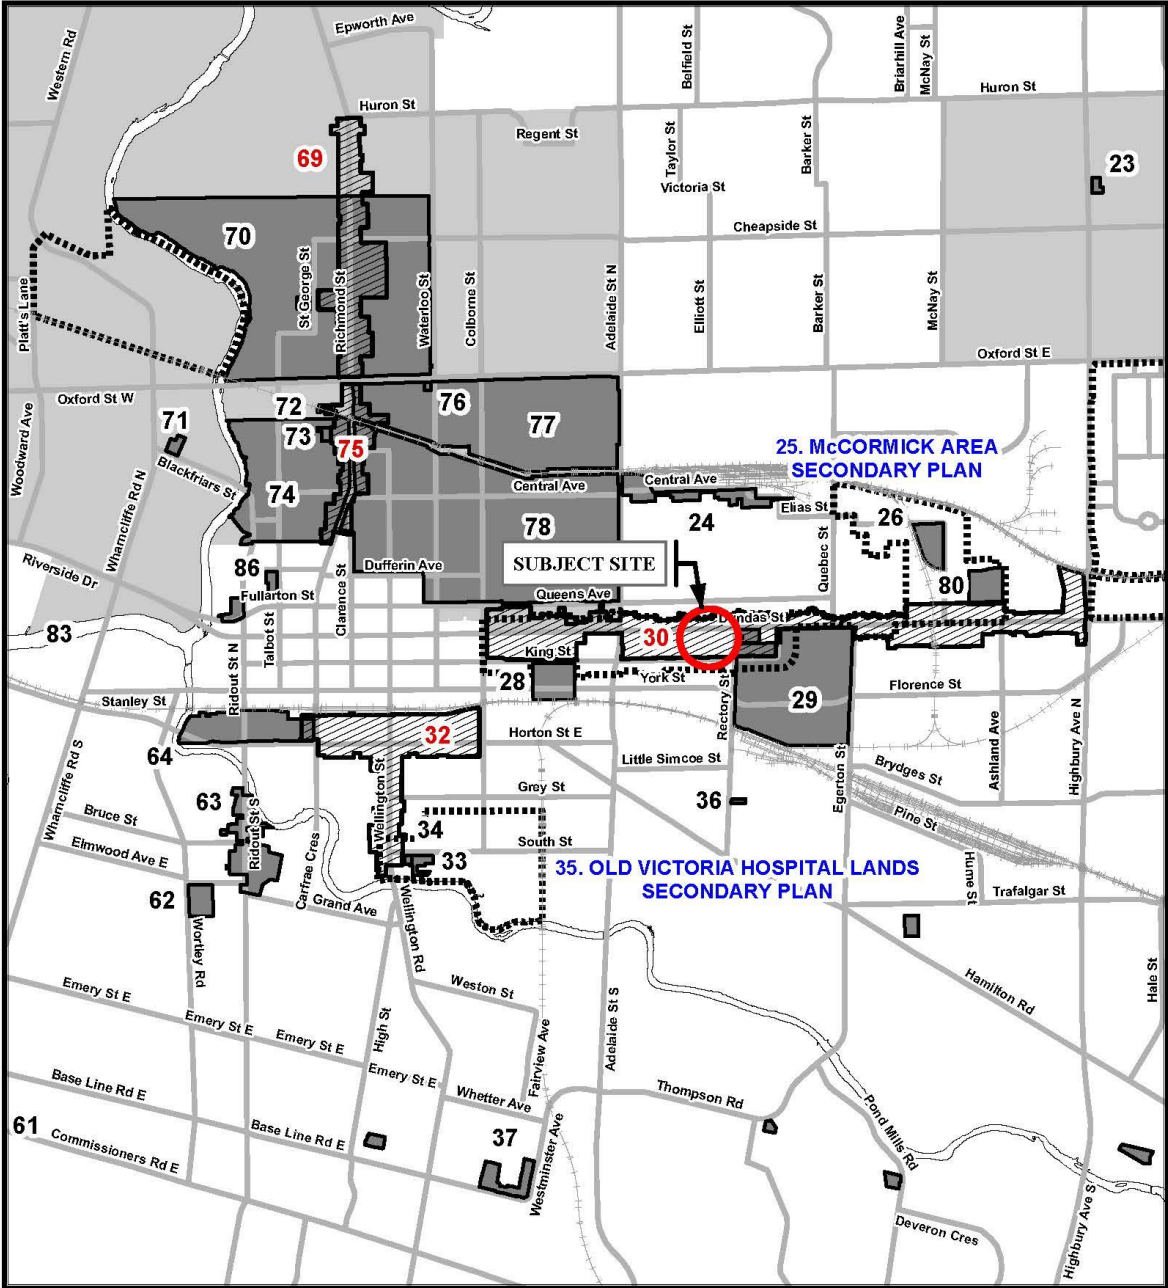 Epworth Ave
Western Rd
Belfield St
Briarhill Ave
McNay St
Huron St
Huron St
Regent St
Taylor St
Barker St
69
23
Victoria St
Cheapside St
70
St George St
Richmond St
Waterloo St
Colborne St
Adelaide St N
Elliott St
Barker St
McNay St
Platt's Lane
Oxford St E
Oxford St W
72
76
77
71
73
75
25. McCORMICK AREA
SECONDARY PLAN
Woodward Ave
Wharncliffe Rd N
Blackfriars St
74
Central Ave
Central Ave
Elias St
26
24
78
Quebec St
SUBJECT SITE
Riverside Dr
86
Dufferin Ave
80
Fullarton St
Clarence St
Queens Ave
Dundas St
83
Talbot St
30
King St
Ridout St N
28
York St
29
Florence St
Stanley St
Rectory St
64
32
Horton St E
Little Simcoe St
Egerton St
Ashland Ave
Highbury Ave N
Brydges St
Wharncliffe Rd S
63
Wellington St
Grey St
36
Pine St
Bruce St
Ridout St S
34
South St
Elmwood Ave E
Carfrae Cres
33
35. OLD VICTORIA HOSPITAL LANDS
SECONDARY PLAN
Hume St
Trafalgar St
62
Grand Ave
Wortley Rd
Wellington Rd
Hamilton Rd
Hale St
Emery St E
Weston St
Emery St E
High St
Emery St E
Adelaide St S
Fairview Ave
Emery St E
Base Line Rd E
Whetter Ave
Thompson Rd
Pond Mills Rd
61
Commissioners Rd E
Base Line Rd E
37
Westminster Ave
Deveron Cres
Highbury Ave S